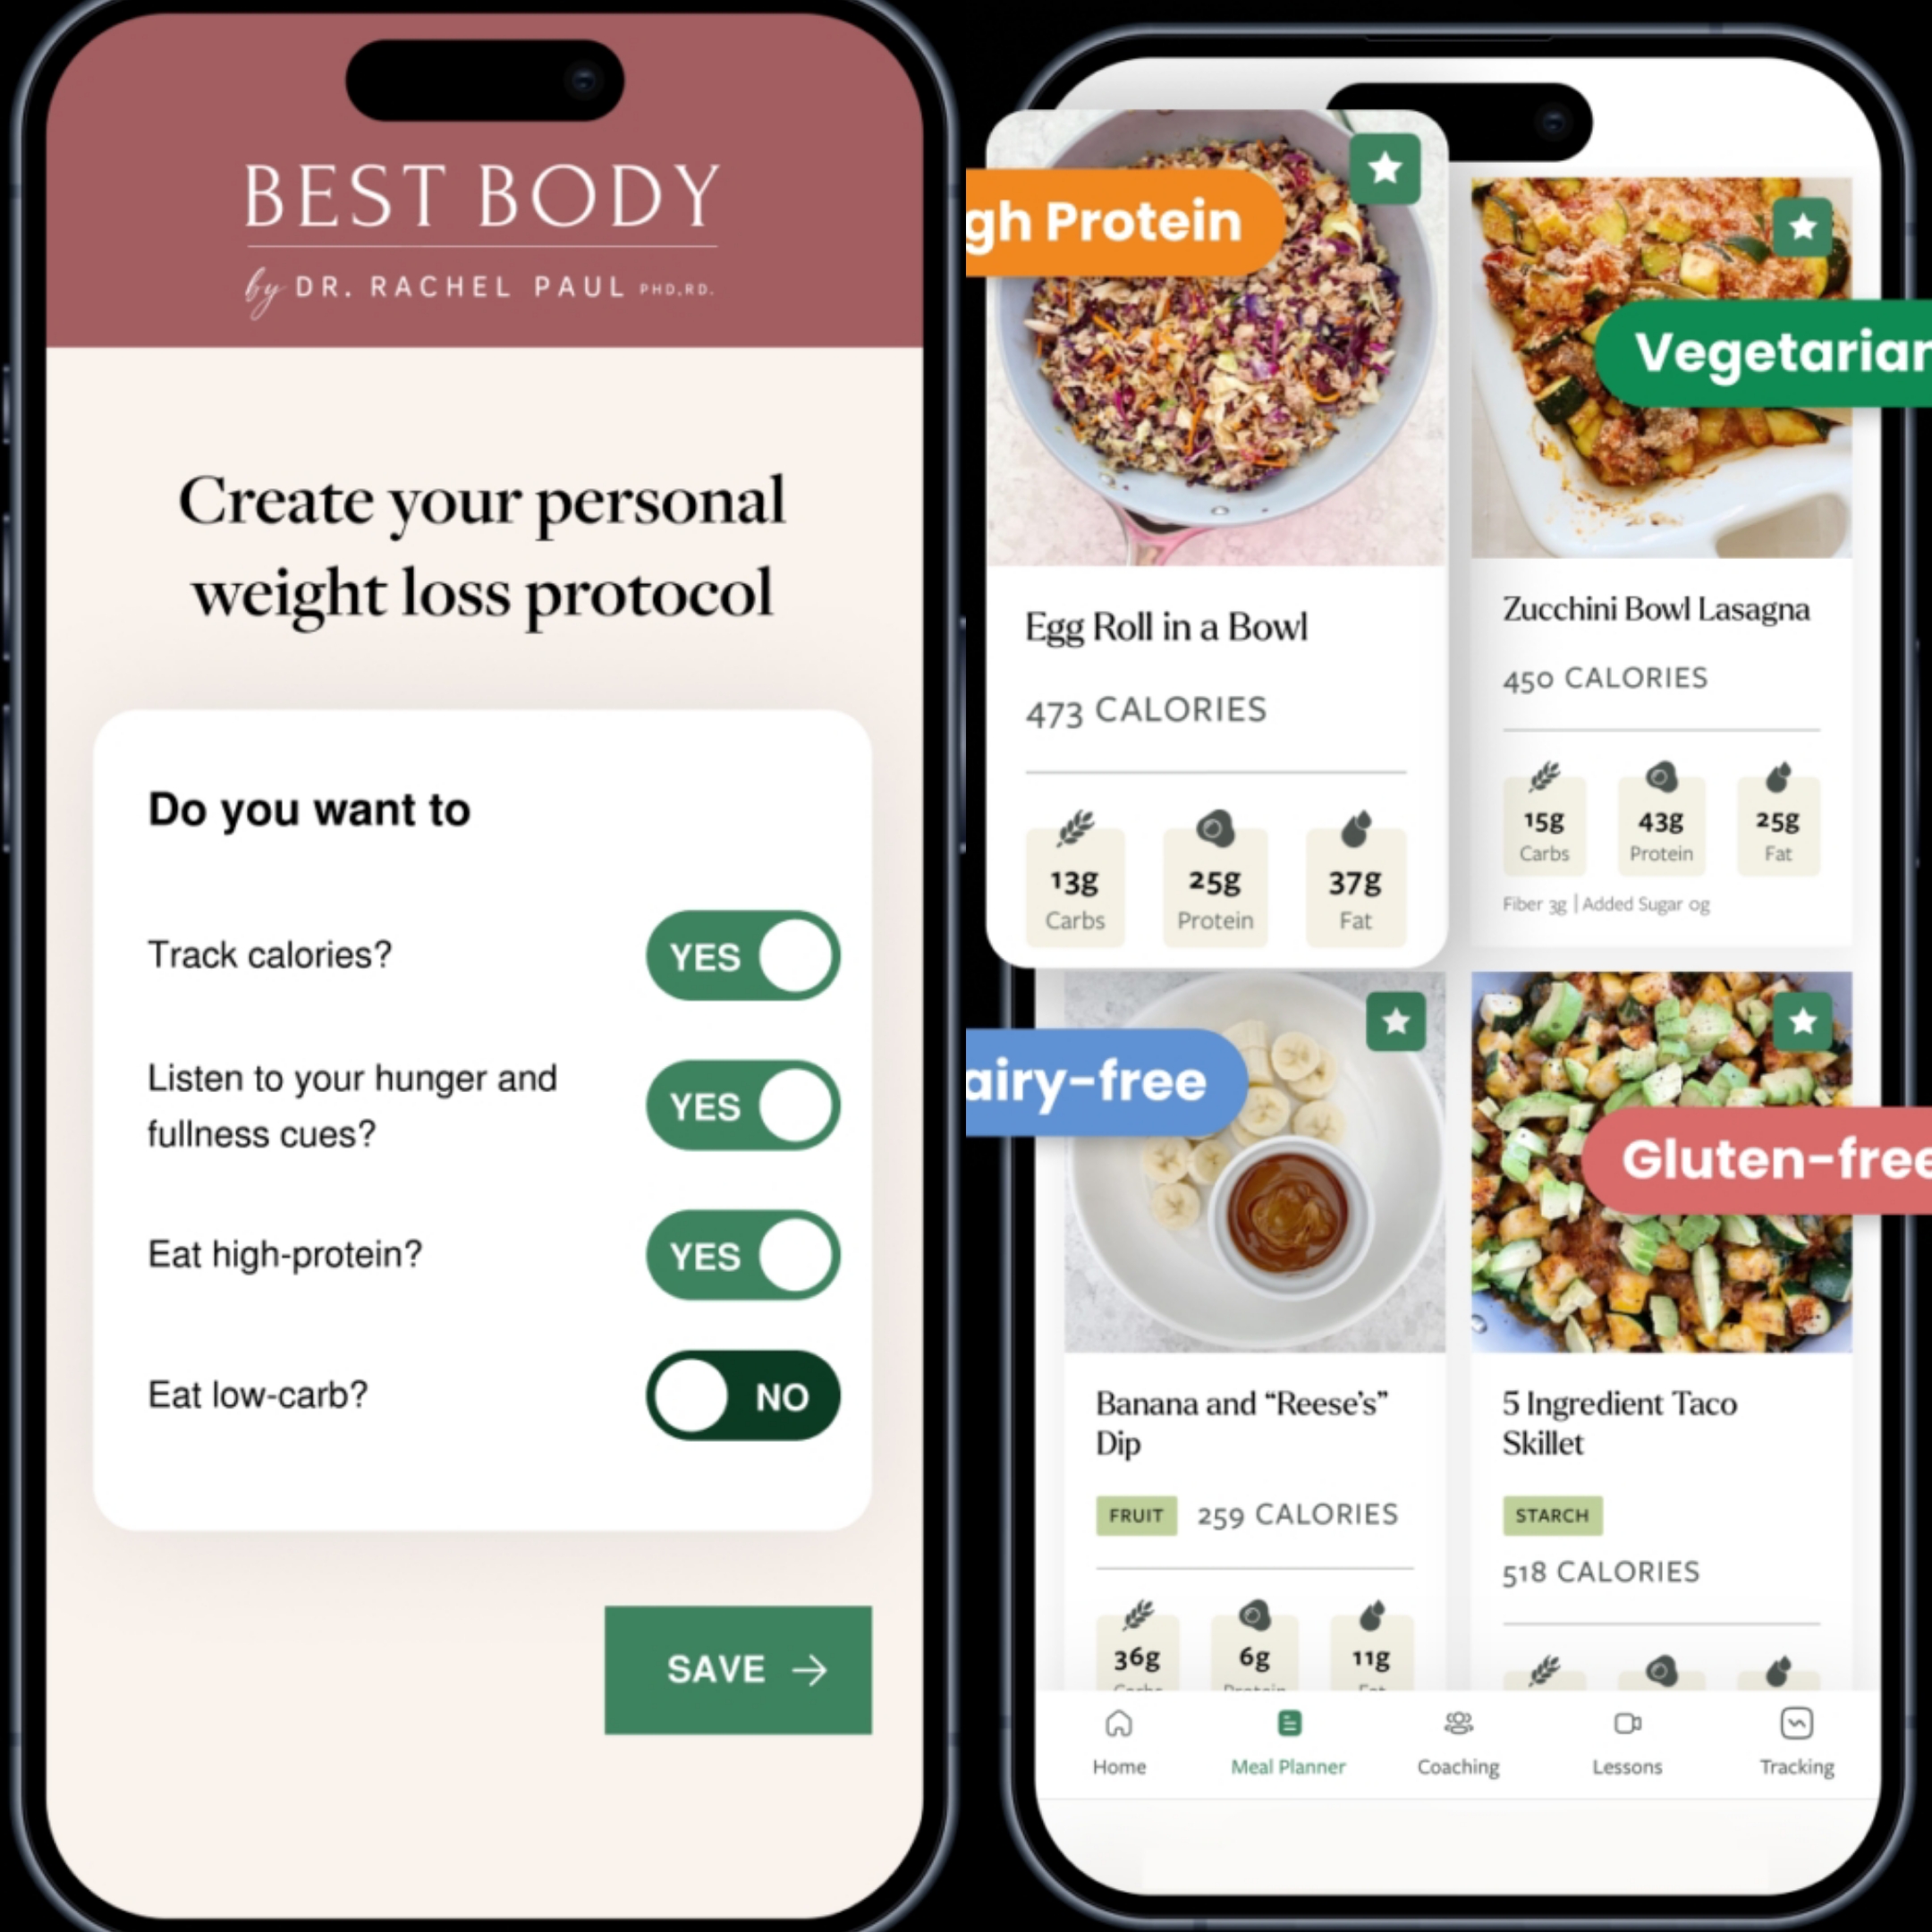 BEST BODY
by DR. RACHEL PAUL PHD,RD.
Create your personal
weight loss protocol
Do you want to
Track calories?
YES
Listen to your hunger and
fullness cues?
YES
Eat high-protein?
YES
Eat low-carb?
NO
SAVE
gh Protein
Egg Roll in a Bowl
473 CALORIES
13g
25g
37g
Carbs
Protein
Fat
Vegetarian
Zucchini Bowl Lasagna
450 CALORIES
15g
43g
25g
Carbs
Protein
Fat
Fiber 3g | Added Sugar 0g
airy-free
Banana and “Reese’s”
Dip
FRUIT
259 CALORIES
36g
6g
11g
Carbs
Protein
Fat
Gluten-free
5 Ingredient Taco
Skillet
STARCH
518 CALORIES
Home
Meal Planner
Coaching
Lessons
Tracking